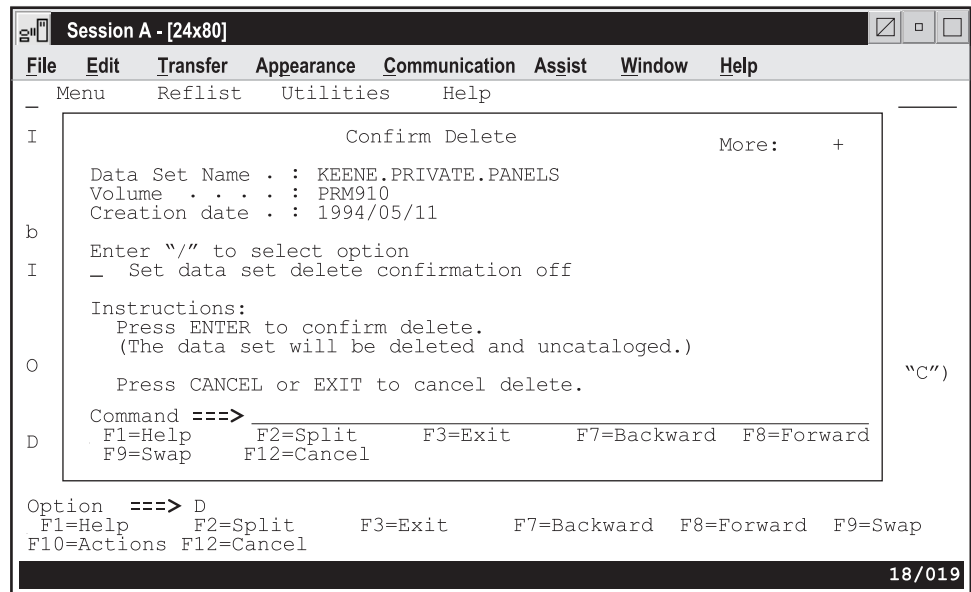 Session A - [24x80]
File Edit Transfer Appearance Communication Assist Window Help
_ Menu Reflist Utilities Help
I Confirm Delete More: +
Data Set Name . : KEENE.PRIVATE.PANELS
Volume . . . . : PRM910
Creation date . : 1994/05/11
b
Enter “/” to select option
I _ Set data set delete confirmation off
Instructions:
Press ENTER to confirm delete.
(The data set will be deleted and uncataloged.)
O "C")
Press CANCEL or EXIT to cancel delete.
Command ===>
F1=Help F2=Split F3=Exit F7=Backward F8=Forward
D F9=Swap F12=Cancel
Option ===> D
F1=Help F2=Split F3=Exit F7=Backward F8=Forward F9=Swap
F10=Actions F12=Cancel
18/019